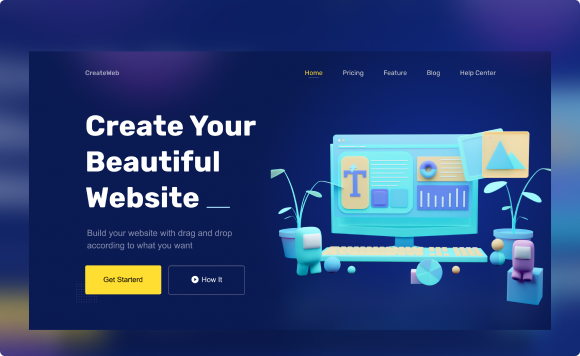 CreateWeb
Home Pricing Feature Blog Help Center
Create Your
Beautiful
Website __
Build your website with drag and drop
according to what you want
Get Starterd
How It
T